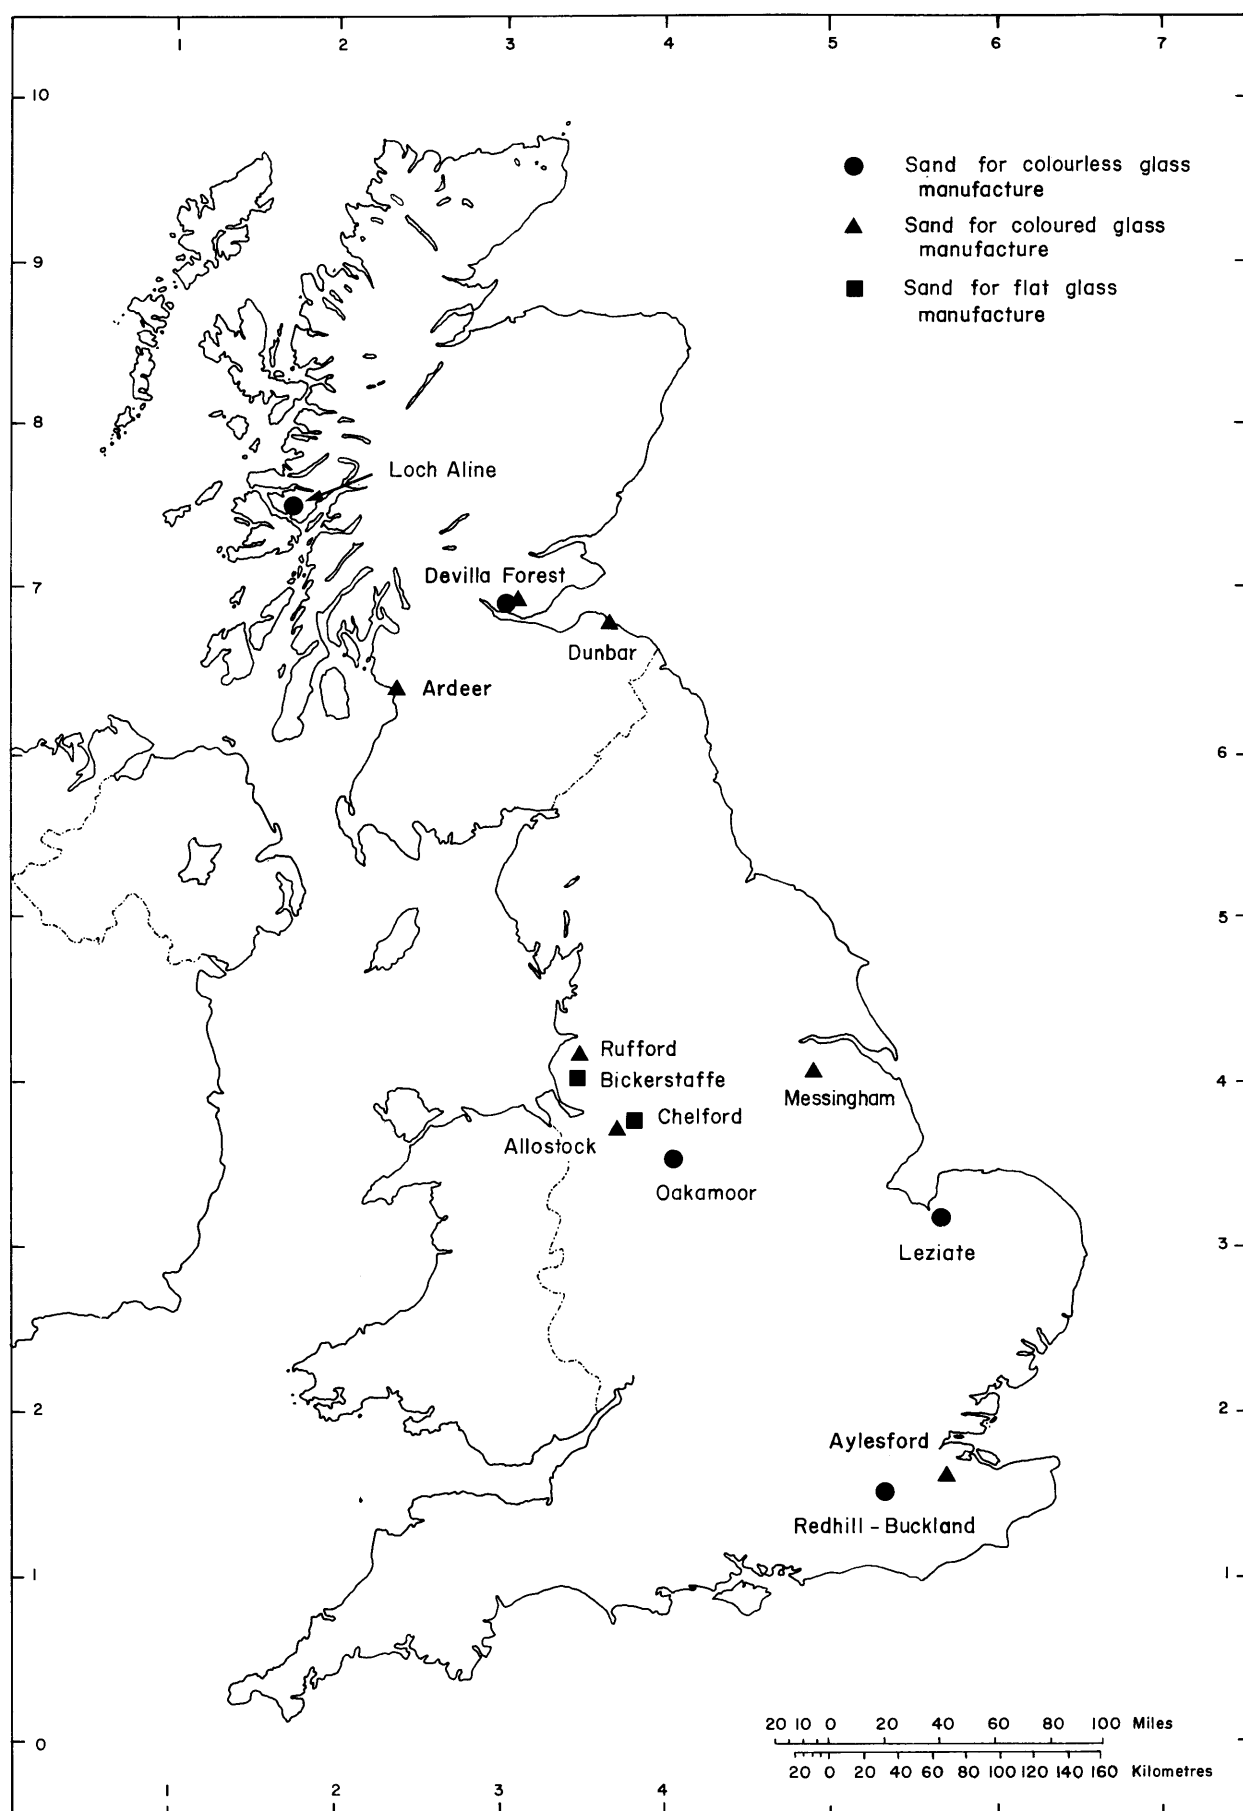 1 2 3 4 5 6 7
10
Sand for colourless glass
manufacture
Sand for coloured glass
manufacture
9
Sand for flat glass
manufacture
8
Loch Aline
7
Devilla Forest
Dunbar
Ardeer
6
5
Rufford
Bickerstaffe
4
Messingham
Chelford
Allostock
Oakamoor
3
Leziate
2 2
Aylesford
Redhill - Buckland
1 1
20 10 0 20 40 60 80 100 Miles
0
20 0 20 40 60 80 100 120 140 160 Kilometres
1 2 3 4